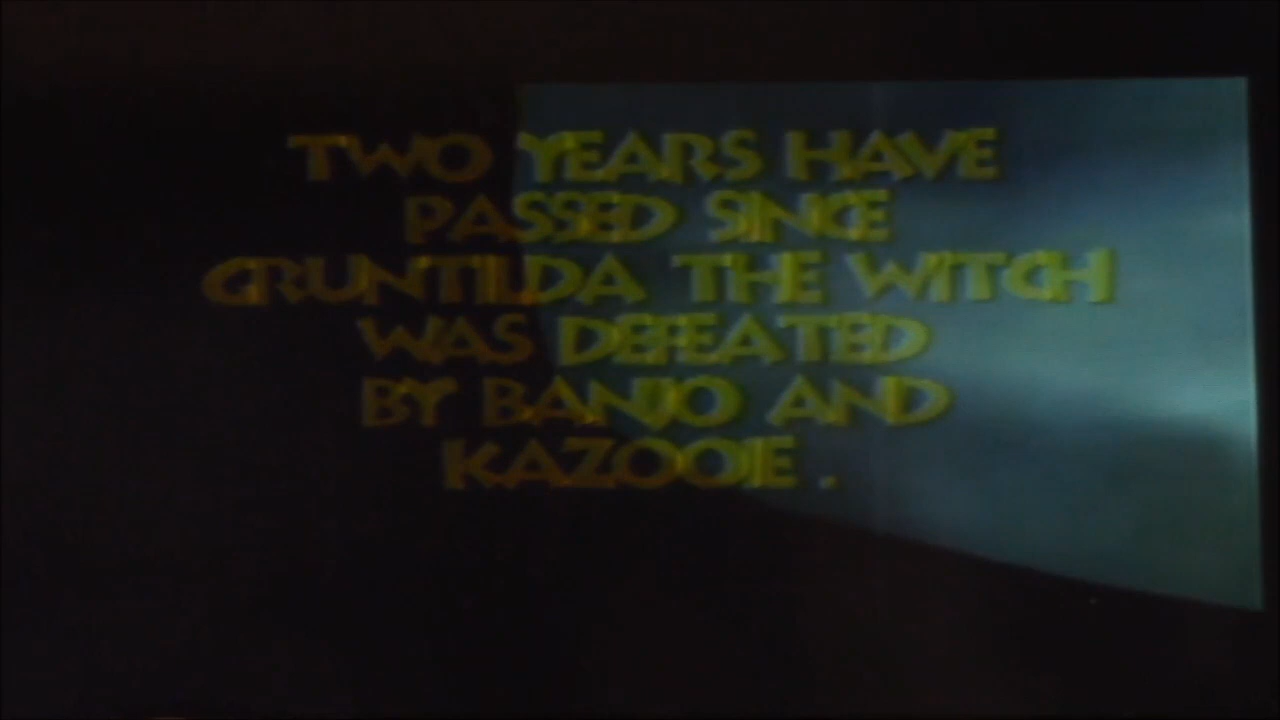 TWO YEARS HAVE
PASSED SINCE
GRUNTILDA THE WITCH
WAS DEFEATED
BY BANJO AND
KAZOOIE .